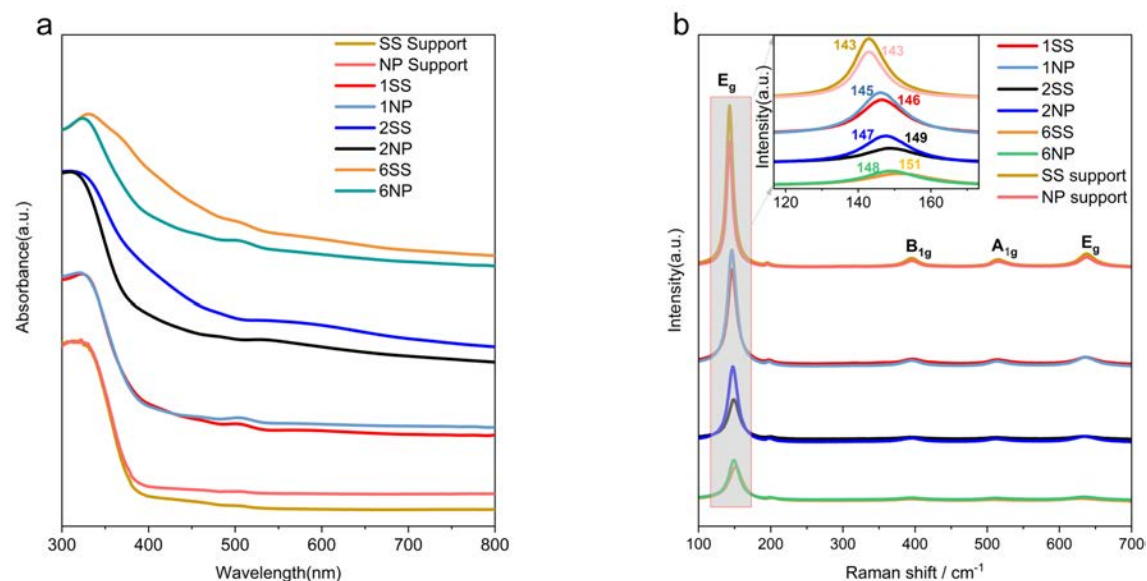 a
SS Support
NP Support
1SS
1NP
2SS
2NP
6SS
6NP
Absorbance(a.u.)
300 400 500 600 700 800
Wavelength(nm)
b
Eg
143 143
145 146
147 149
148 151
Intensity(a.u.)
120 140 160
1SS
1NP
2SS
2NP
6SS
6NP
SS support
NP support
B1g A1g Eg
Intensity(a.u.)
100 200 300 400 500 600 700
Raman shift / cm-1